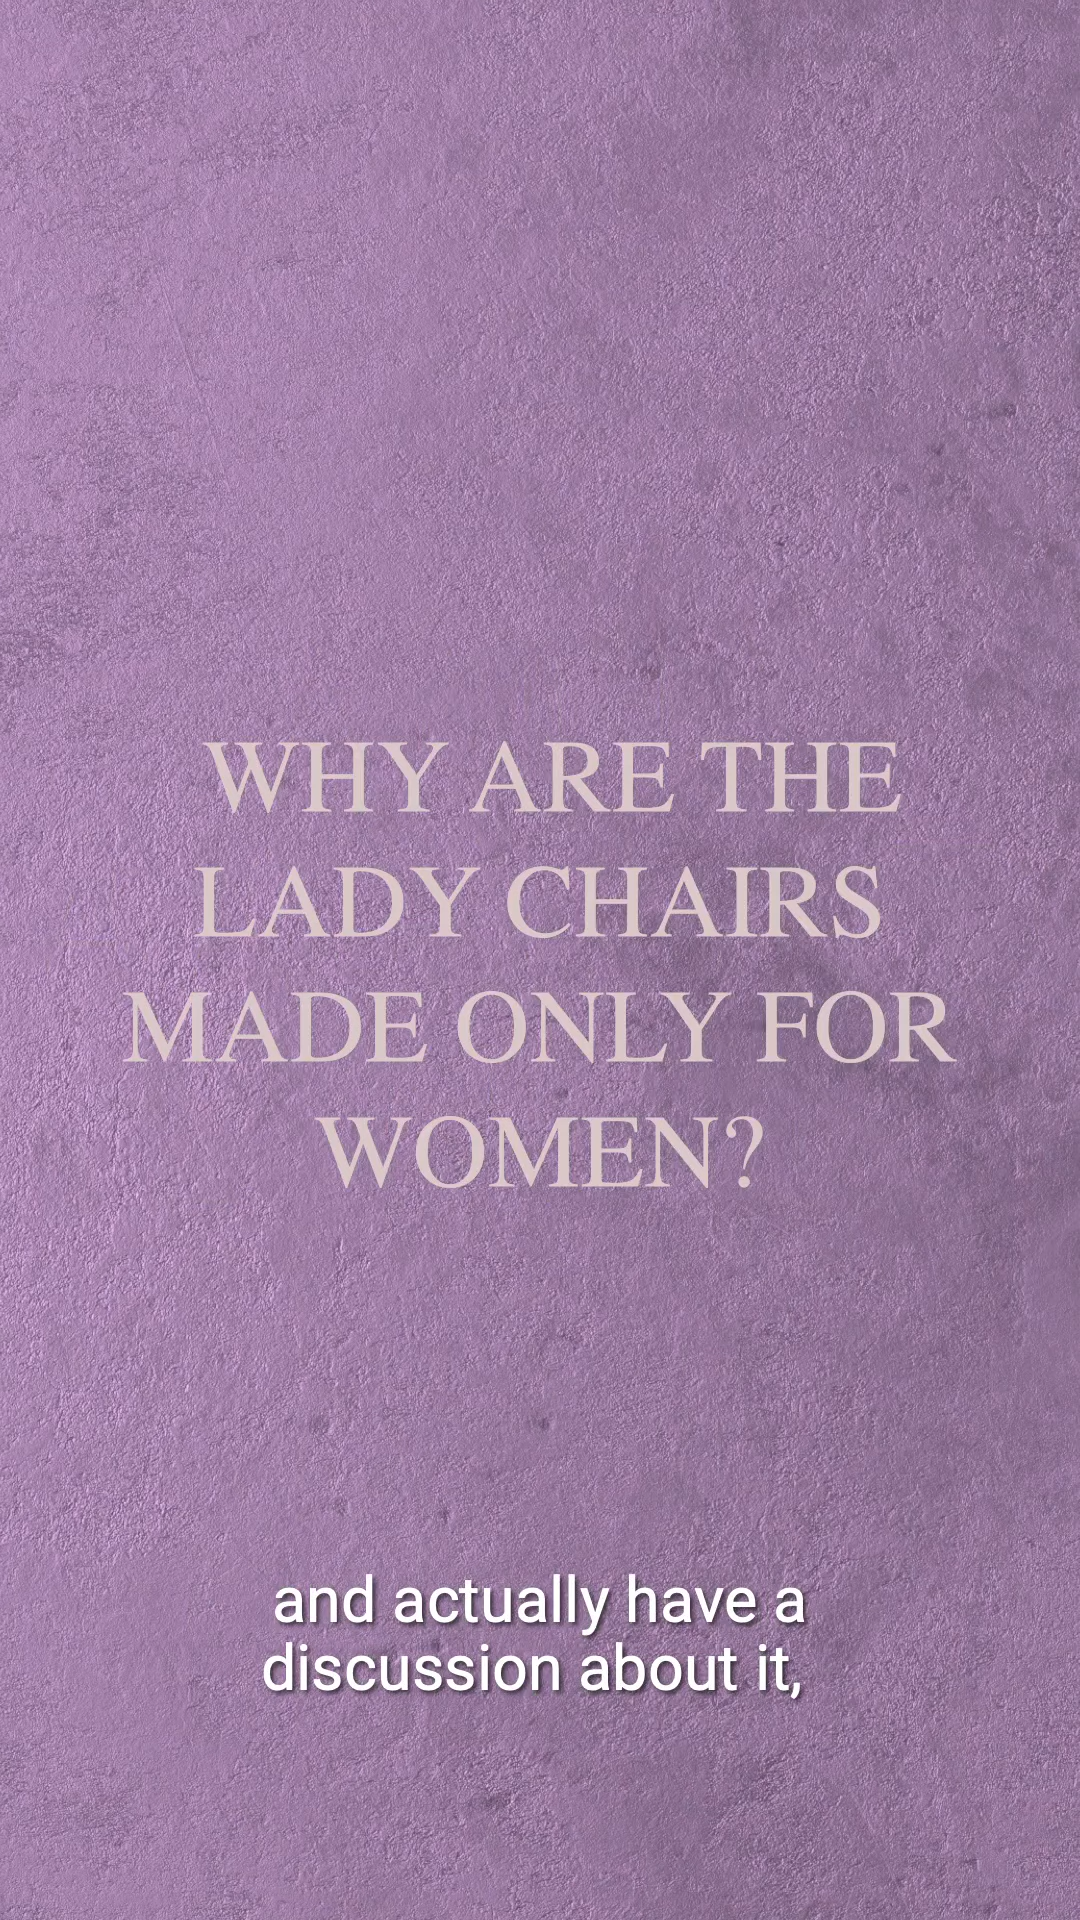 WHY ARE THE
LADY CHAIRS
MADE ONLY FOR
WOMEN?
and actually have a
discussion about it,